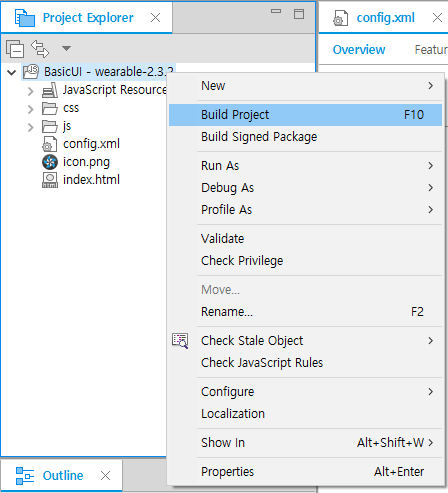 Project Explorer
config.xml
Overview
Featur
BasicUI - wearable-2.3.2
JavaScript Resource
css
js
config.xml
icon.png
index.html
New
Build Project F10
Build Signed Package
Run As
Debug As
Profile As
Validate
Check Privilege
Move...
Rename... F2
Check Stale Object
Check JavaScript Rules
Configure
Localization
Show In Alt+Shift+W
Properties Alt+Enter
Outline